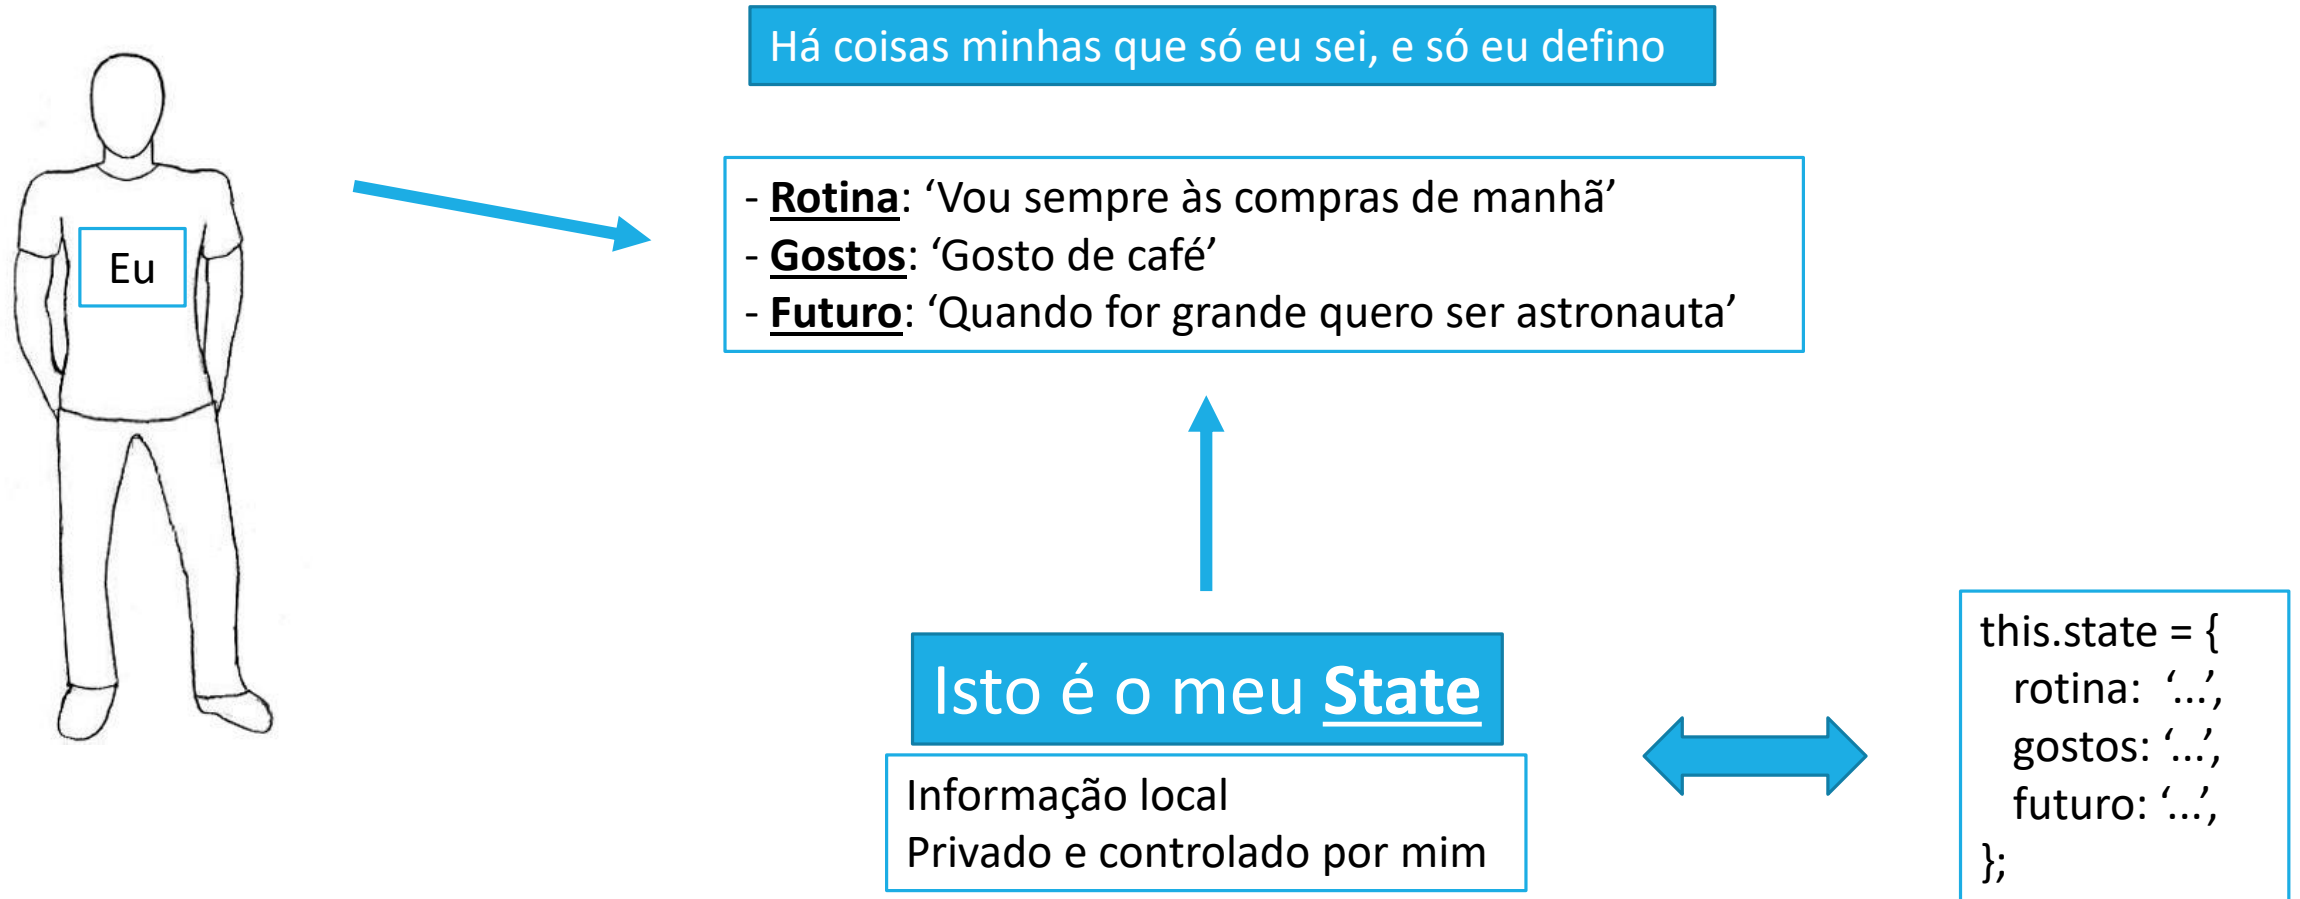 Há coisas minhas que só eu sei, e só eu defino
- Rotina: ‘Vou sempre às compras de manhã’
- Gostos: ‘Gosto de café’
- Futuro: ‘Quando for grande quero ser astronauta’
Eu
Isto é o meu State
Informação local
Privado e controlado por mim
this.state = {
rotina: ‘...’,
gostos: ‘...’,
futuro: ‘...’,
};